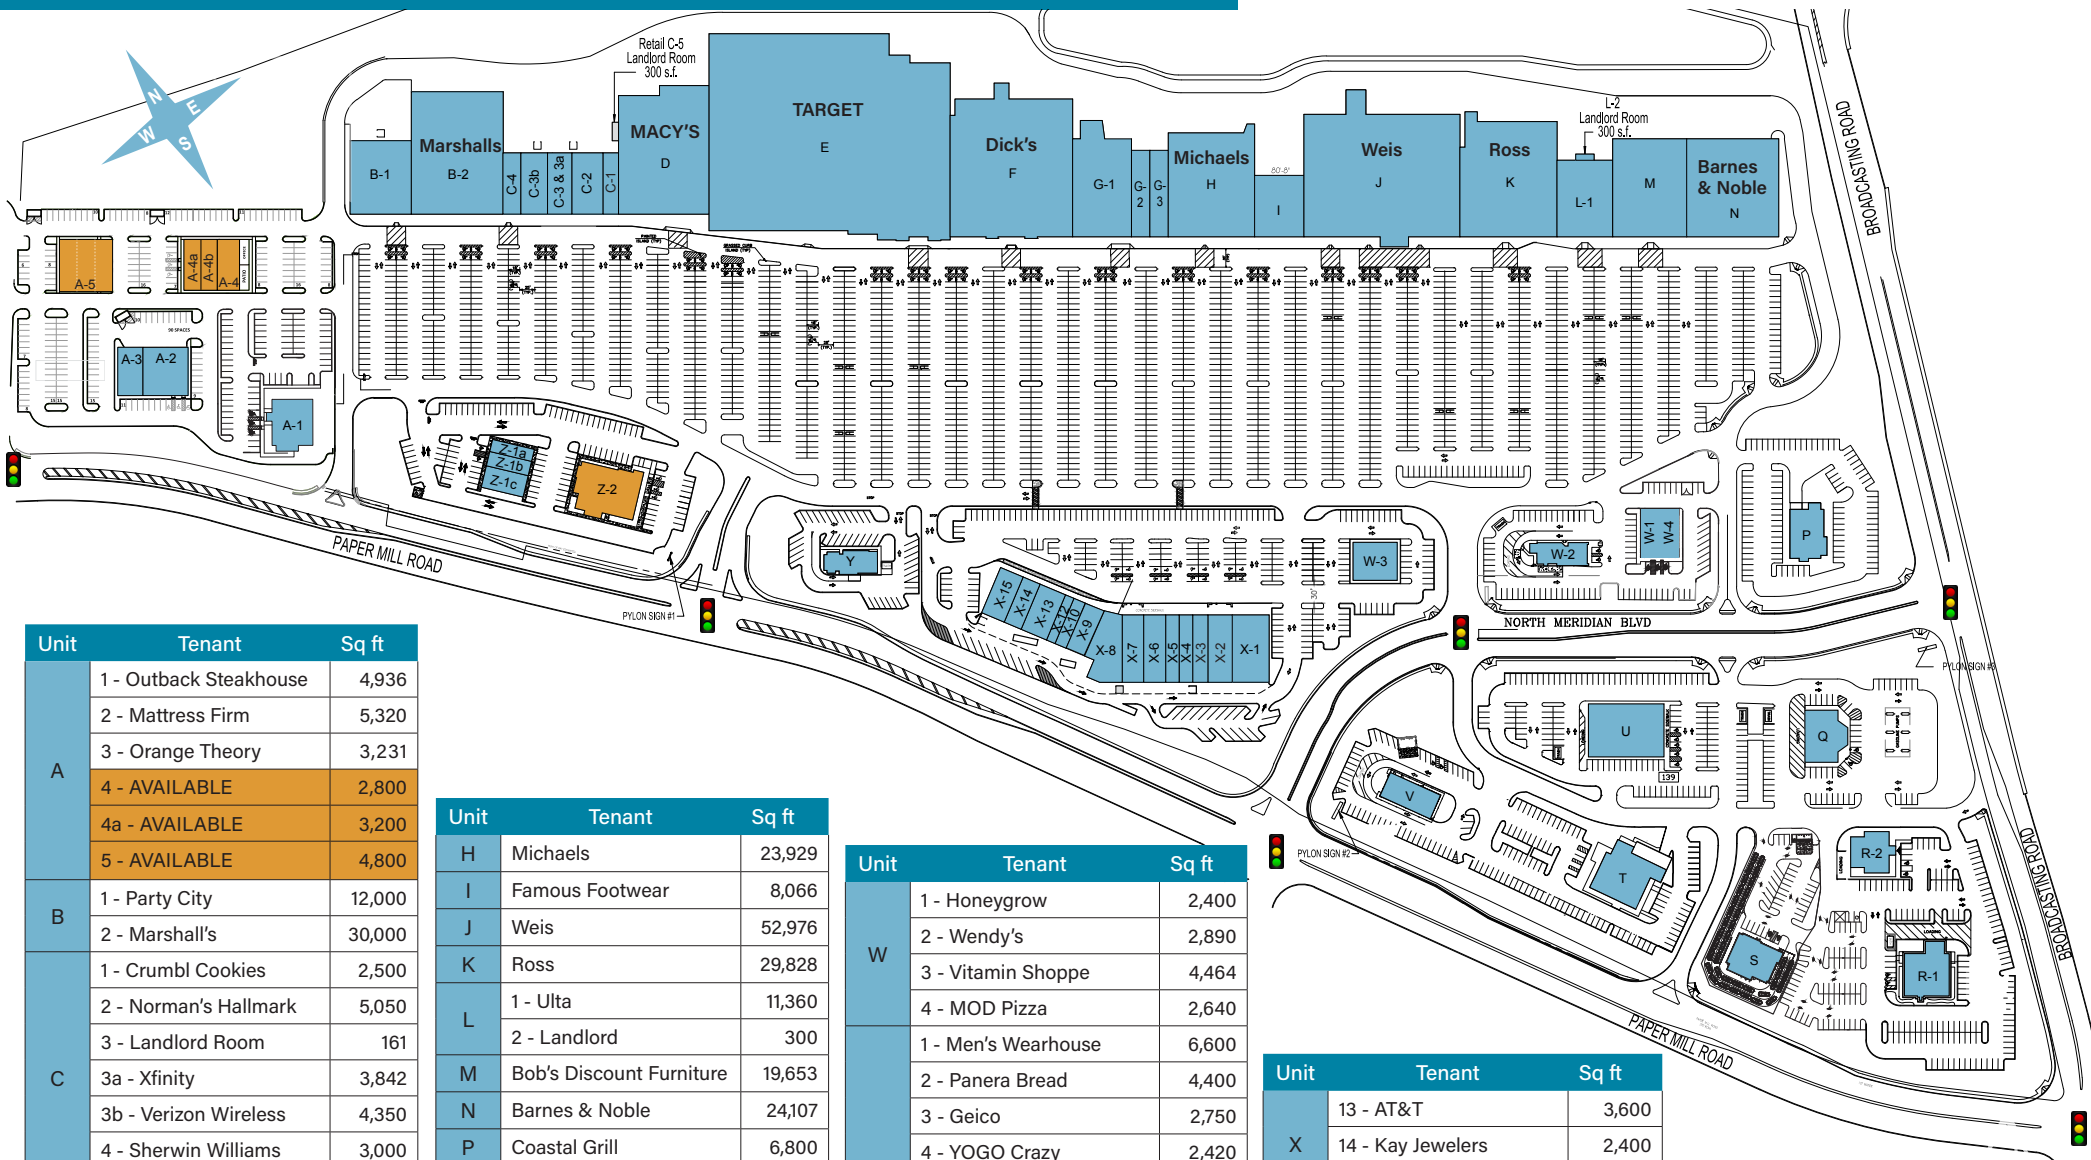 Retail C-5
Landlord Room
300 s.f.
N
E
W
S
B-1
Marshalls
B-2
C-4
C-3b
C-3 & 3a
C-2
C-1
MACY'S
D
TARGET
E
Dick's
F
G-1
G-2
G-3
Michaels
H
80'-8"
I
Weis
J
Ross
K
L-2
Landlord Room
300 s.f.
L-1
M
Barnes
& Noble
N
BROADCASTING ROAD
A-5
A-4a
A-4b
A-4
PATIO
A-3
A-2
98 SPACES
A-1
Z-1a
Z-1b
Z-1c
Z-2
PAPER MILL ROAD
PYLON SIGN #1
Y
X-15
X-14
X-13
X-12
X-10
X-9
X-8
X-7
X-6
X-5
X-4
X-3
X-2
X-1
30'
W-3
W-2
W-1
W-4
P
NORTH MERIDIAN BLVD
PYLON SIGN #3
U
139
Q
GASOLINE PUMPS
V
PYLON SIGN #2
T
S
R-2
LOADING
R-1
LOADING
PAPER MILL ROAD
BROADCASTING ROAD
Unit Tenant Sq ft
A
1 - Outback Steakhouse 4,936
2 - Mattress Firm 5,320
3 - Orange Theory 3,231
4 - AVAILABLE 2,800
4a - AVAILABLE 3,200
5 - AVAILABLE 4,800
B
1 - Party City 12,000
2 - Marshall's 30,000
C
1 - Crumbl Cookies 2,500
2 - Norman's Hallmark 5,050
3 - Landlord Room 161
3a - Xfinity 3,842
3b - Verizon Wireless 4,350
4 - Sherwin Williams 3,000
Unit Tenant Sq ft
H Michaels 23,929
I Famous Footwear 8,066
J Weis 52,976
K Ross 29,828
L
1 - Ulta 11,360
2 - Landlord 300
M Bob's Discount Furniture 19,653
N Barnes & Noble 24,107
P Coastal Grill 6,800
Unit Tenant Sq ft
W
1 - Honeygrow 2,400
2 - Wendy's 2,890
3 - Vitamin Shoppe 4,464
4 - MOD Pizza 2,640
1 - Men's Wearhouse 6,600
2 - Panera Bread 4,400
3 - Geico 2,750
4 - YOGO Crazy 2,420
Unit Tenant Sq ft
X
13 - AT&T 3,600
14 - Kay Jewelers 2,400